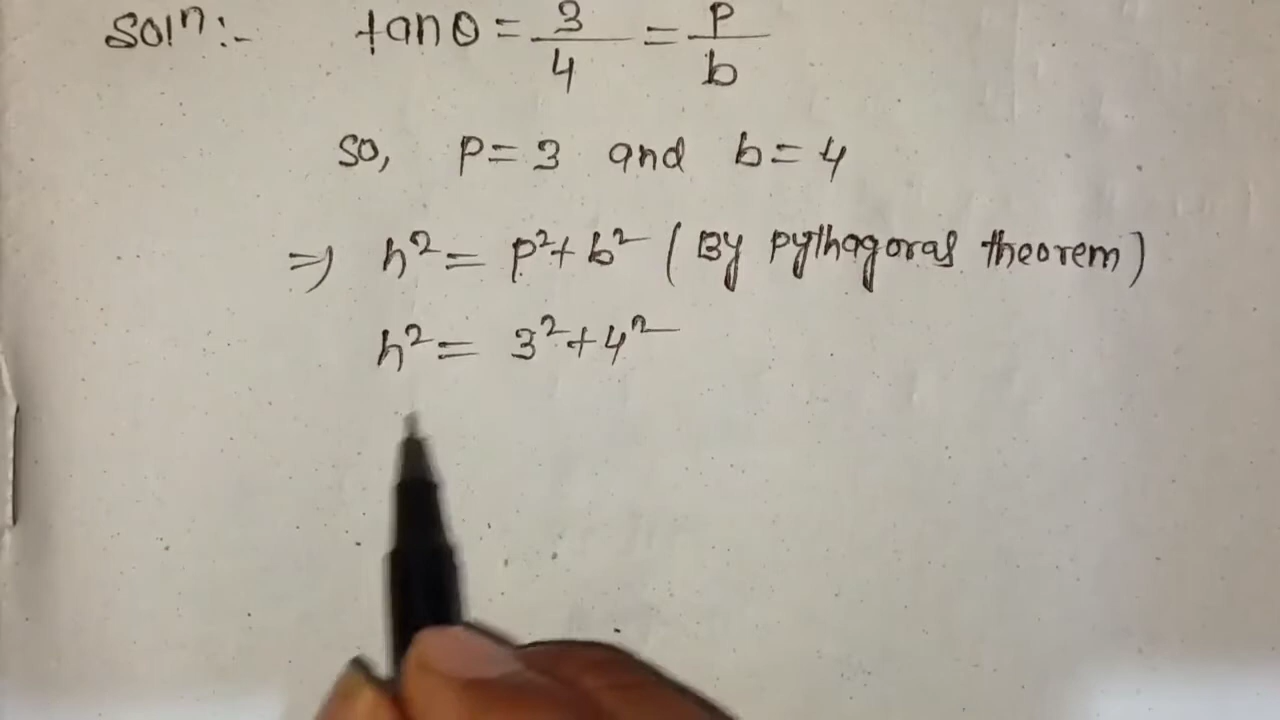 Solⁿ:- tanθ = 3/4 = P/b
so, P = 3 and b = 4
⇒ h² = p² + b² (By pythagoras theorem)
h² = 3² + 4²